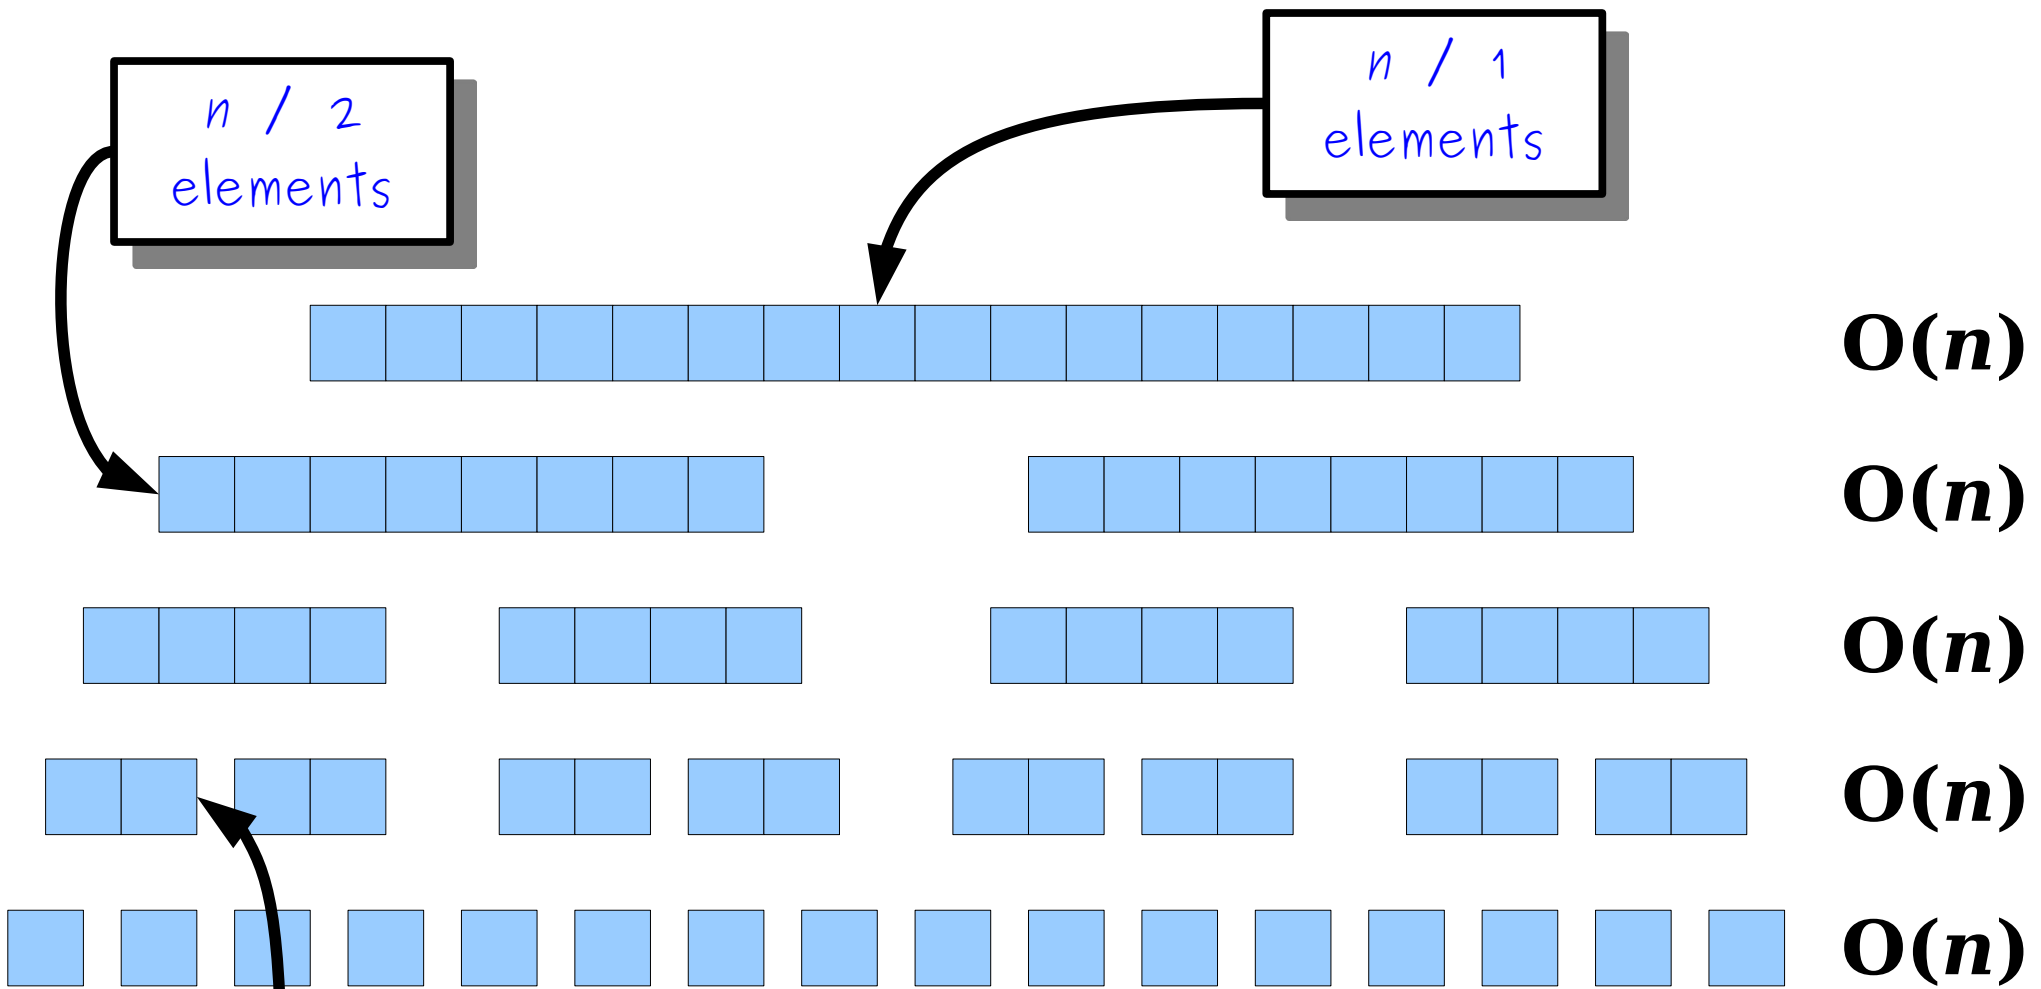 n / 2
elements
n / 1
elements
O(n)
O(n)
O(n)
O(n)
O(n)